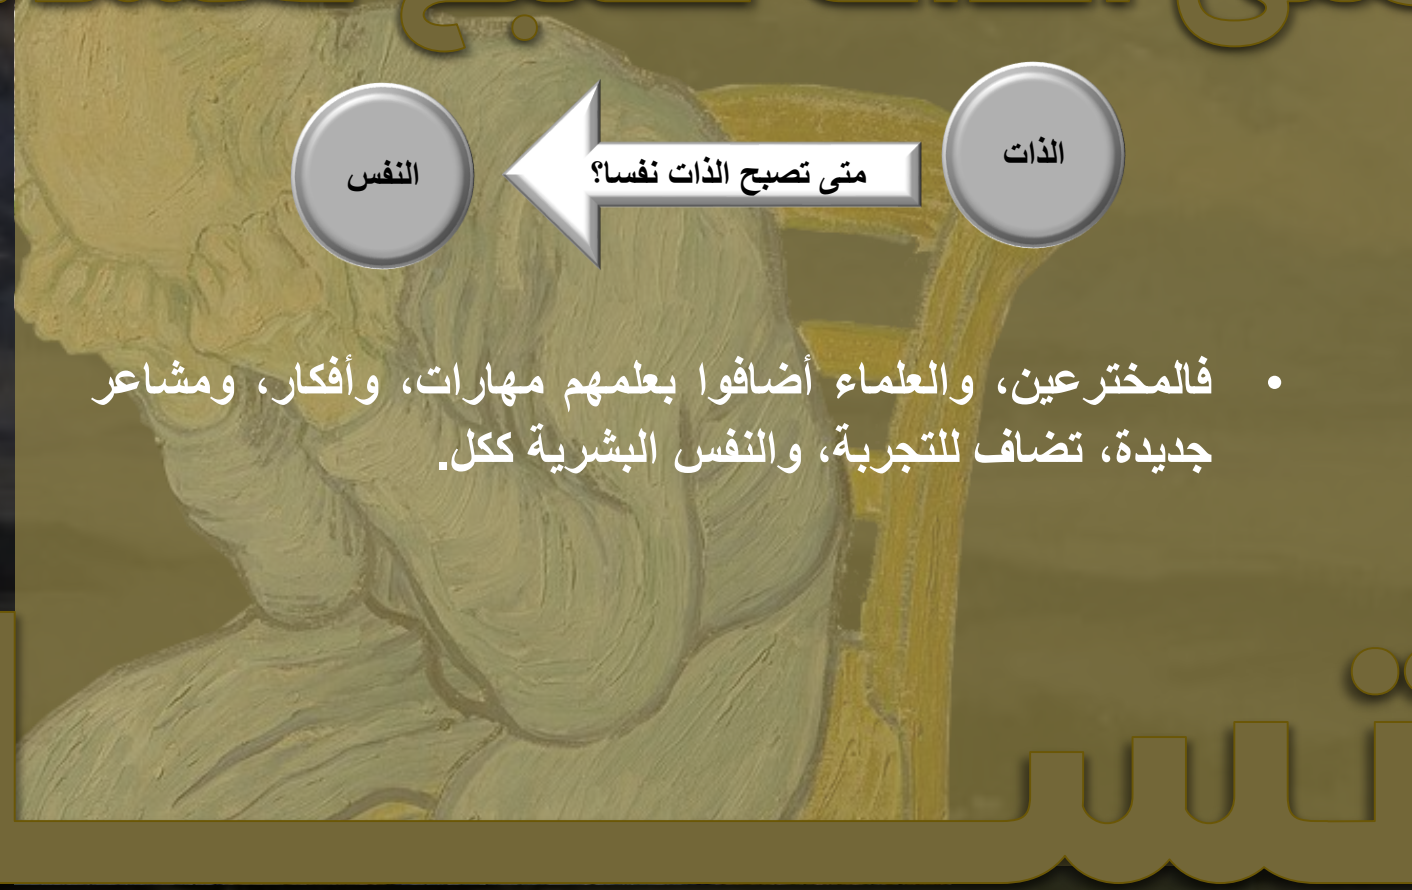 الذات
متى تصبح الذات نفسا؟
النفس
• فالمخترعين، والعلماء أضافوا بعلمهم مهارات، وأفكار، ومشاعر
جديدة، تضاف للتجربة، والنفس البشرية ككل.